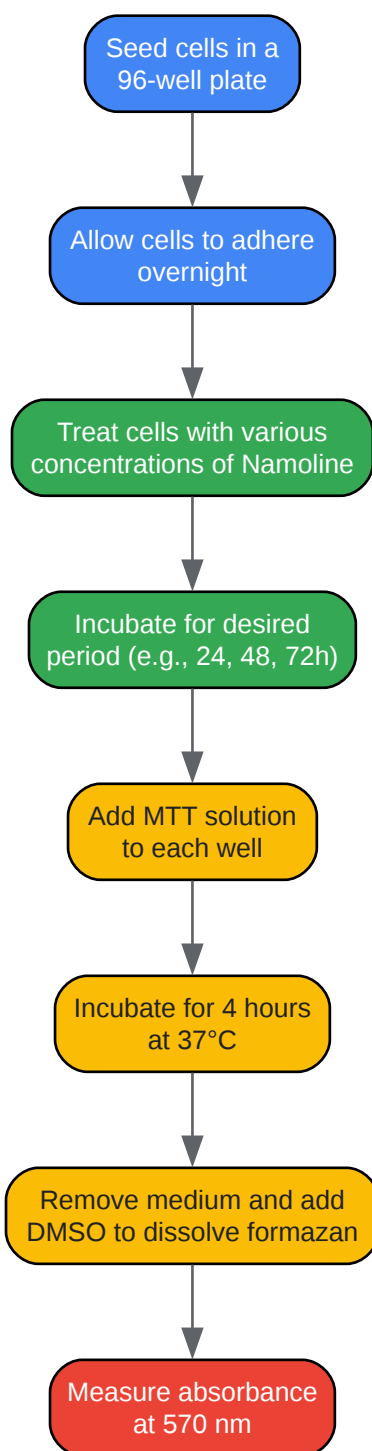 Seed cells in a
96-well plate
Allow cells to adhere
overnight
Treat cells with various
concentrations of Namoline
Incubate for desired
period (e.g., 24, 48, 72h)
Add MTT solution
to each well
Incubate for 4 hours
at 37°C
Remove medium and add
DMSO to dissolve formazan
Measure absorbance
at 570 nm